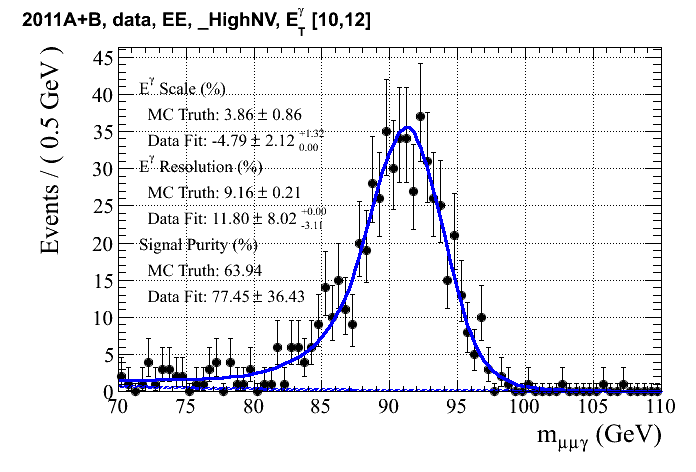 2011A+B, data, EE, _HighNV, E_T^γ [10,12]
Events / ( 0.5 GeV )
45
40
35
30
25
20
15
10
5
0
E^γ Scale (%)
MC Truth: 3.86 ± 0.86
Data Fit: -4.79 ± 2.12 +1.32 0.00
E^γ Resolution (%)
MC Truth: 9.16 ± 0.21
Data Fit: 11.80 ± 8.02 +0.00 -3.11
Signal Purity (%)
MC Truth: 63.94
Data Fit: 77.45 ± 36.43
70 75 80 85 90 95 100 105 110
m_μμγ (GeV)